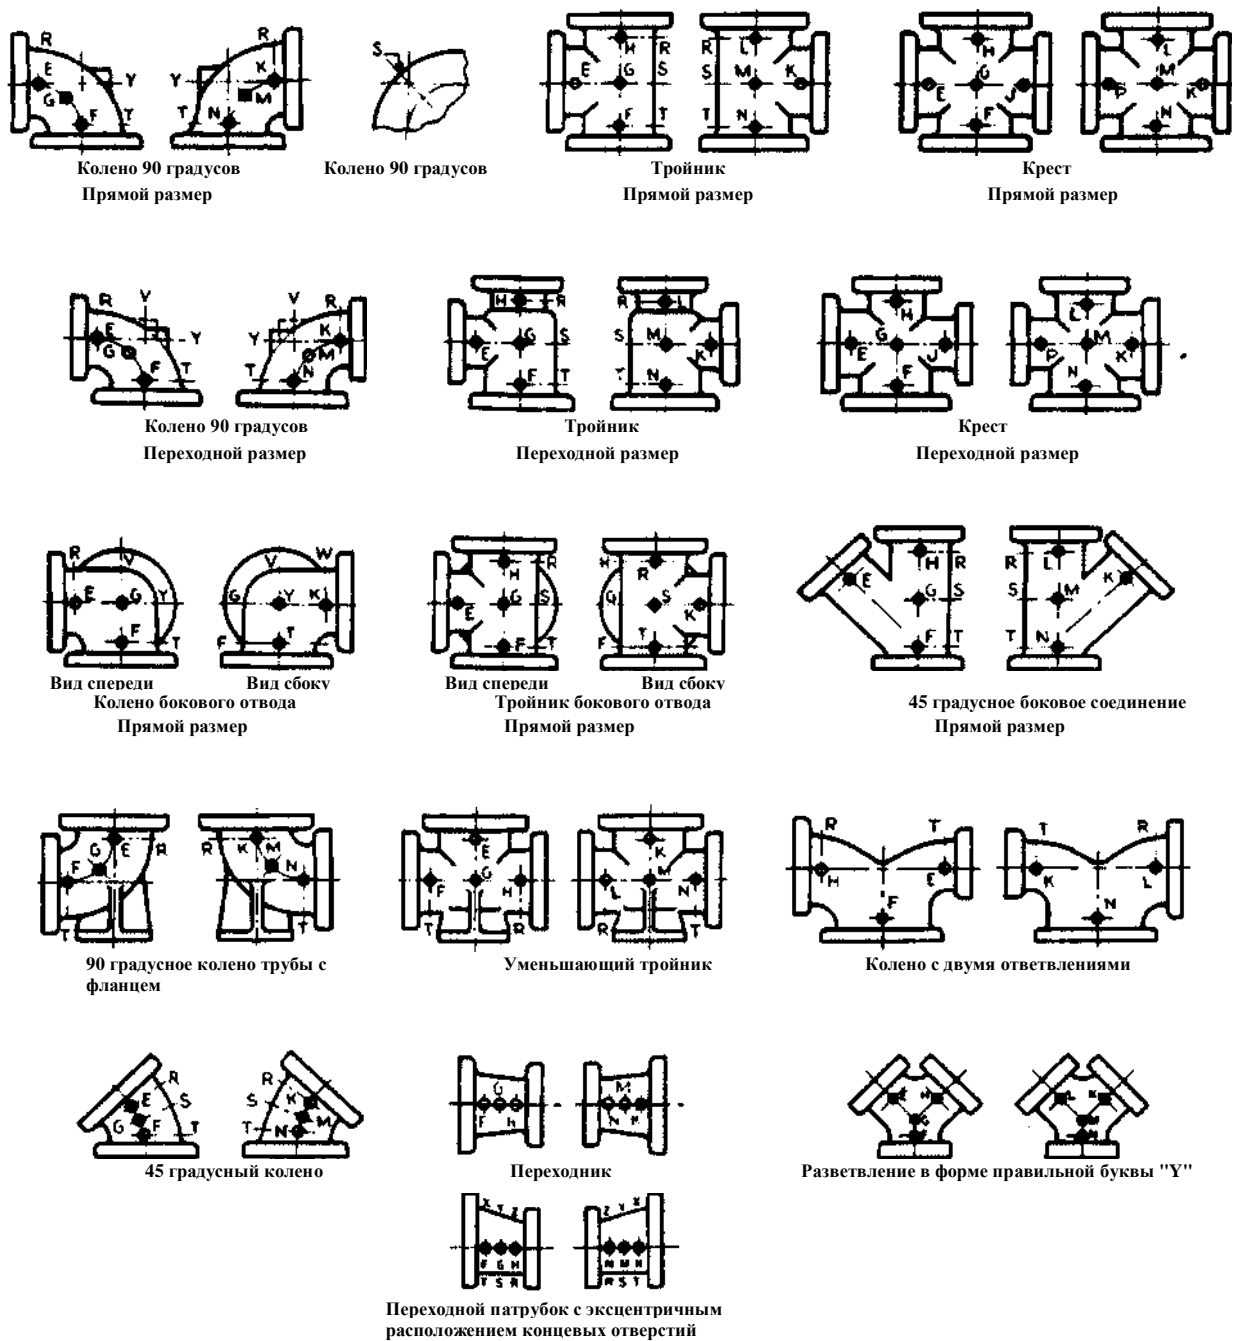 R R S H R R L H L
E K E G S S M K E G J P M K
Y Y
G M
F T T N F T T N F N
Колено 90 градусов Колено 90 градусов Тройник Крест
Прямой размер Прямой размер Прямой размер
R V V R H R R L H L
E Y Y K E G S S M K E G J P M K
G M
F T T N F T T N F N
Колено 90 градусов Тройник Крест
Переходной размер Переходной размер Переходной размер
R V V W H R H R H R R L
E G Y G Y K E G S G S K E G S S M K
F T F T F T F T F T T N
Вид спереди Вид сбоку Вид спереди Вид сбоку
Колено бокового отвода Тройник бокового отвода 45 градусное боковое соединение
Прямой размер Прямой размер Прямой размер
G E R R K M E K R T T R
F N F G H L M N H E K L
T T T R R T F N
90 градусное колено трубы с Уменьшающий тройник Колено с двумя ответвлениями
фланцем
R R G M
E S S K F H N K E H L K
G F T T N M G M
45 градусный колено Переходник Разветвление в форме правильной буквы "Y"
X Y Z Z Y X
F G H N M K
T S R R S T
Переходной патрубок с эксцентричным
расположением концевых отверстий